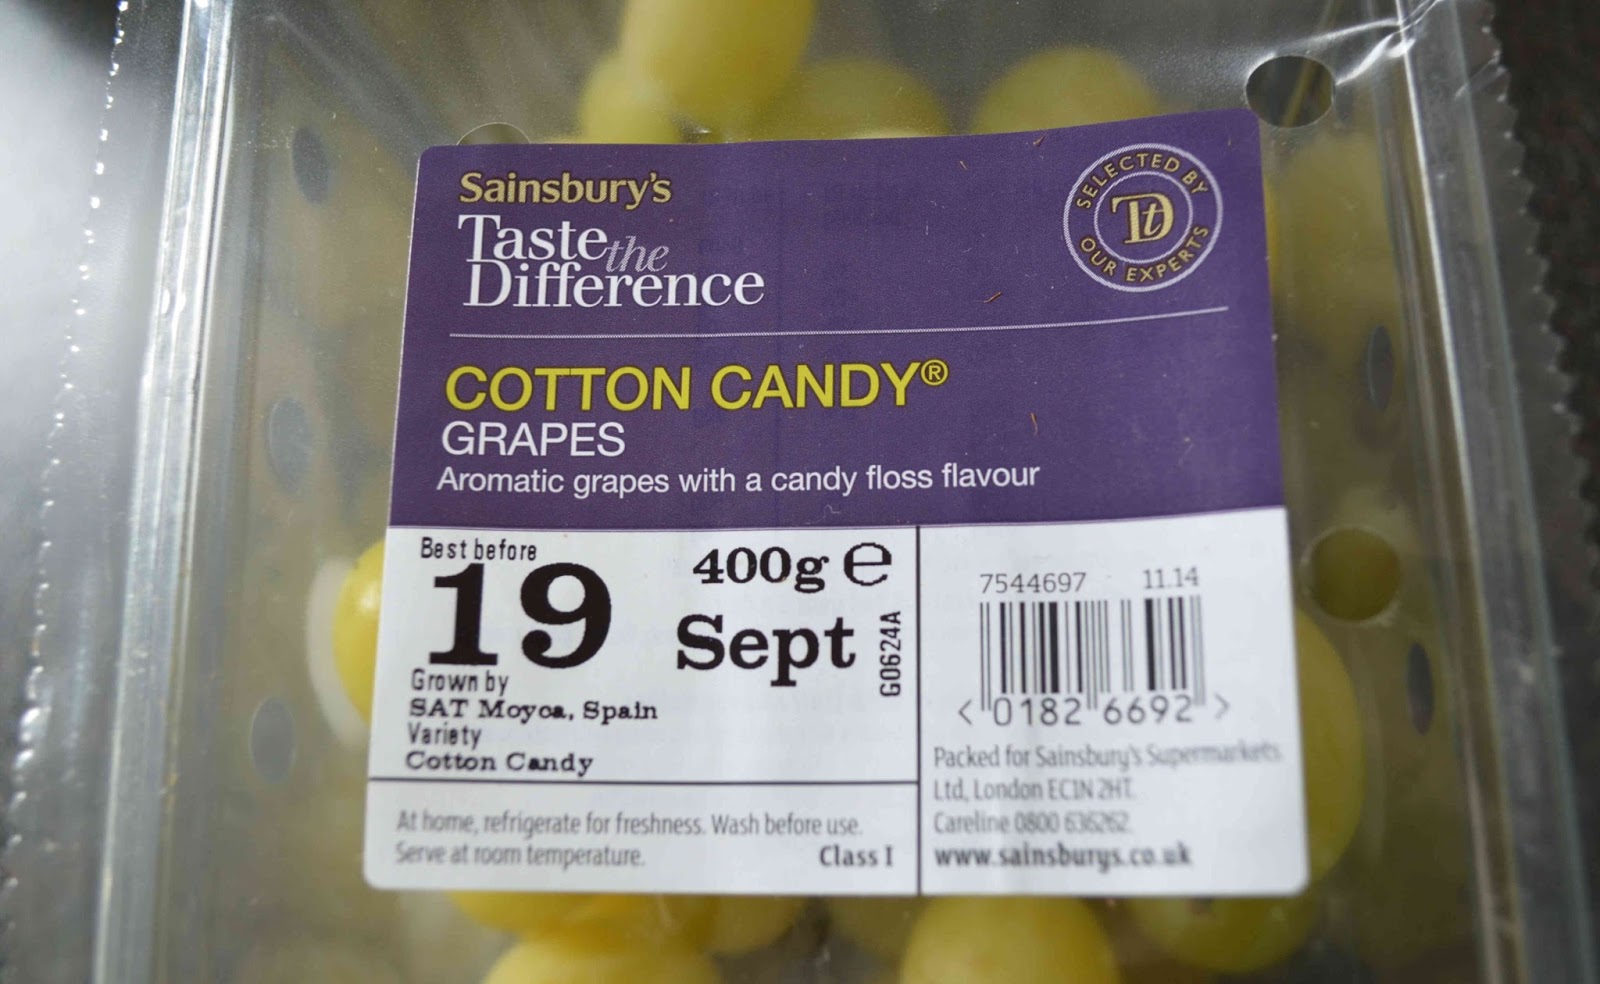 Sainsbury's
Taste the
Difference
SELECTED BY
Ttd
OUR EXPERTS
COTTON CANDY®
GRAPES
Aromatic grapes with a candy floss flavour
Best before
19 Sept
400g e
G0624A
Grown by
SAT Moyca, Spain
Variety
Cotton Candy
At home, refrigerate for freshness. Wash before use.
Serve at room temperature.
Class I
7544697 11.14
< 0182 6692 >
Packed for Sainsbury's Supermarkets
Ltd, London EC1N 2HT.
Careline 0800 636262
www.sainsburys.co.uk